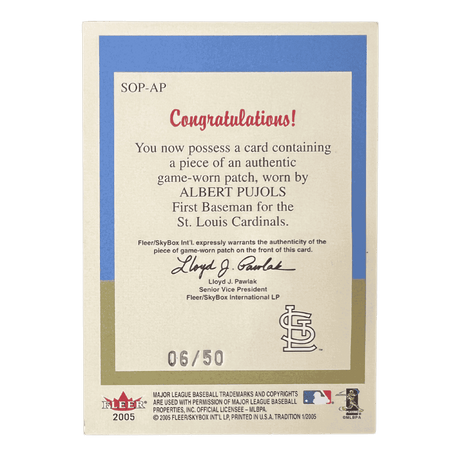 SOP-AP
Congratulations!
You now possess a card containing
a piece of an authentic
game-worn patch, worn by
ALBERT PUJOLS
First Baseman for the
St. Louis Cardinals.
Fleer/SkyBox Int'l. expressly warrants the authenticity of the
piece of game-worn patch on the front of this card.
Lloyd J. Pawlak
Lloyd J. Pawlak
Senior Vice President
Fleer/SkyBox International LP
STL
06/50
FLEER
2005
MAJOR LEAGUE BASEBALL TRADEMARKS AND COPYRIGHTS
ARE USED WITH PERMISSION OF MAJOR LEAGUE BASEBALL
PROPERTIES, INC. OFFICIAL LICENSEE – MLBPA.
© 2005 FLEER/SKYBOX INT'L LP, PRINTED IN U.S.A. TRADITION 1/2005
©MLBPA